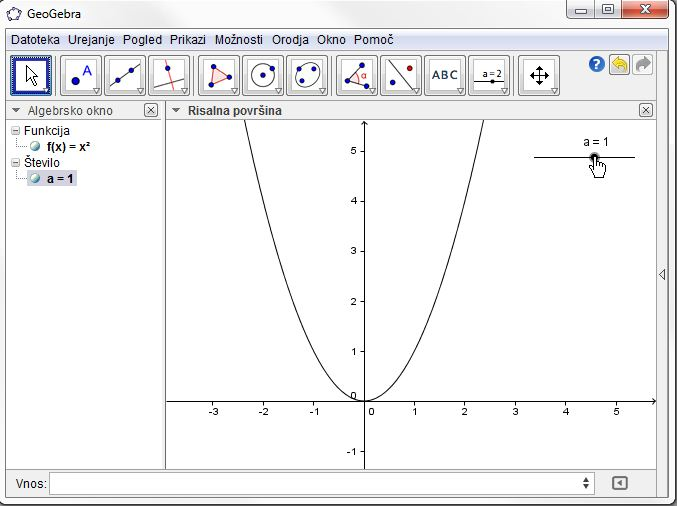 GeoGebra
Datoteka Urejanje Pogled Prikazi Možnosti Orodja Okno Pomoč
A
α
ABC
a = 2
?
Algebrsko okno
Risalna površina
Funkcija
f(x) = x²
Število
a = 1
a = 1
5
4
3
2
1
0
-3 -2 -1 0 1 2 3 4 5
-1
Vnos: